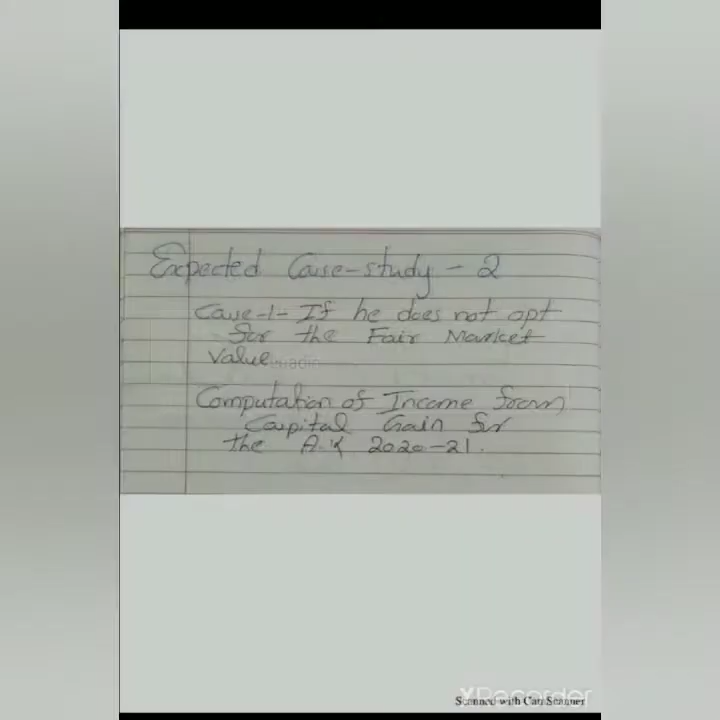 Expected Case-study - 2
Case-1- If he does not opt
for the Fair Market
Value
Computation of Income from
Capital Gain for
the A.Y 2020-21.
XRecorder
Scanned with CamScanner